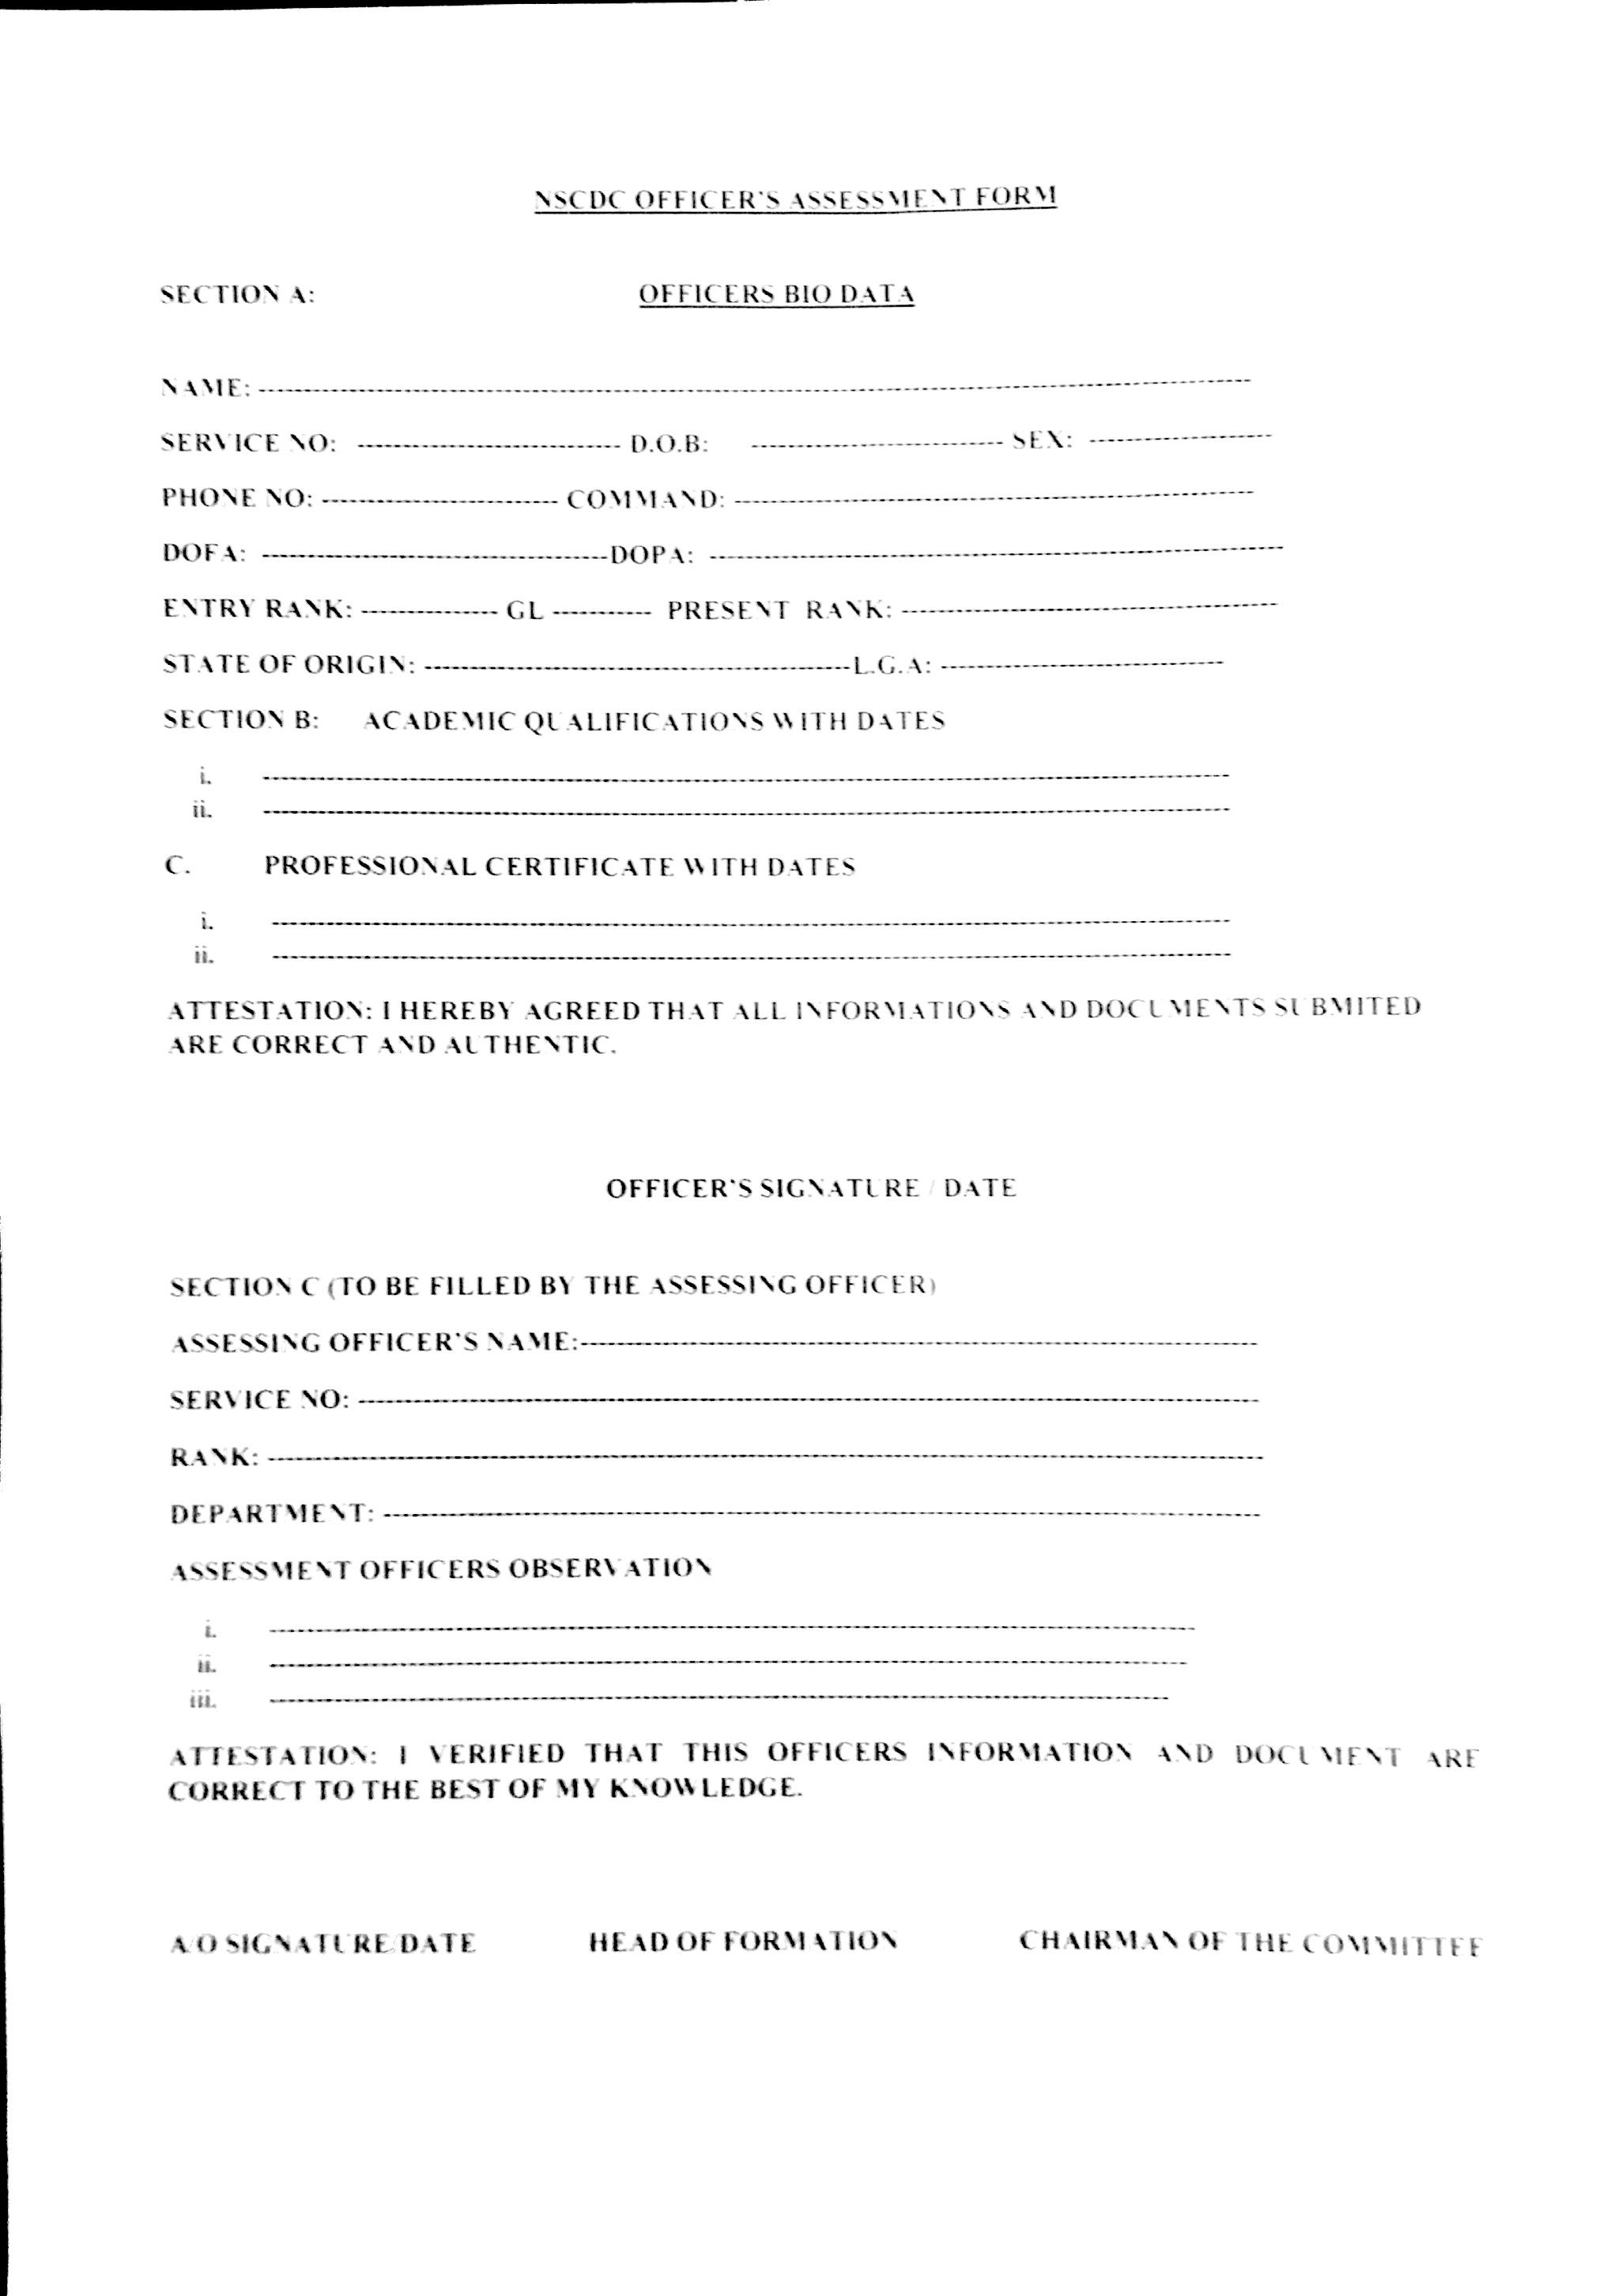 NSCDC OFFICER'S ASSESSMENT FORM
SECTION A: OFFICERS BIO DATA
NAME:
SERVICE NO: D.O.B: SEX:
PHONE NO: COMMAND:
DOFA: DOPA:
ENTRY RANK: GL PRESENT RANK:
STATE OF ORIGIN: L.G.A:
SECTION B: ACADEMIC QUALIFICATIONS WITH DATES
i.
ii.
C. PROFESSIONAL CERTIFICATE WITH DATES
i.
ii.
ATTESTATION: I HEREBY AGREED THAT ALL INFORMATIONS AND DOCUMENTS SUBMITED
ARE CORRECT AND AUTHENTIC.
OFFICER'S SIGNATURE / DATE
SECTION C (TO BE FILLED BY THE ASSESSING OFFICER)
ASSESSING OFFICER'S NAME:
SERVICE NO:
RANK:
DEPARTMENT:
ASSESSMENT OFFICERS OBSERVATION
i.
ii.
iii.
ATTESTATION: I VERIFIED THAT THIS OFFICERS INFORMATION AND DOCUMENT ARE
CORRECT TO THE BEST OF MY KNOWLEDGE.
A/O SIGNATURE/DATE HEAD OF FORMATION CHAIRMAN OF THE COMMITTEE